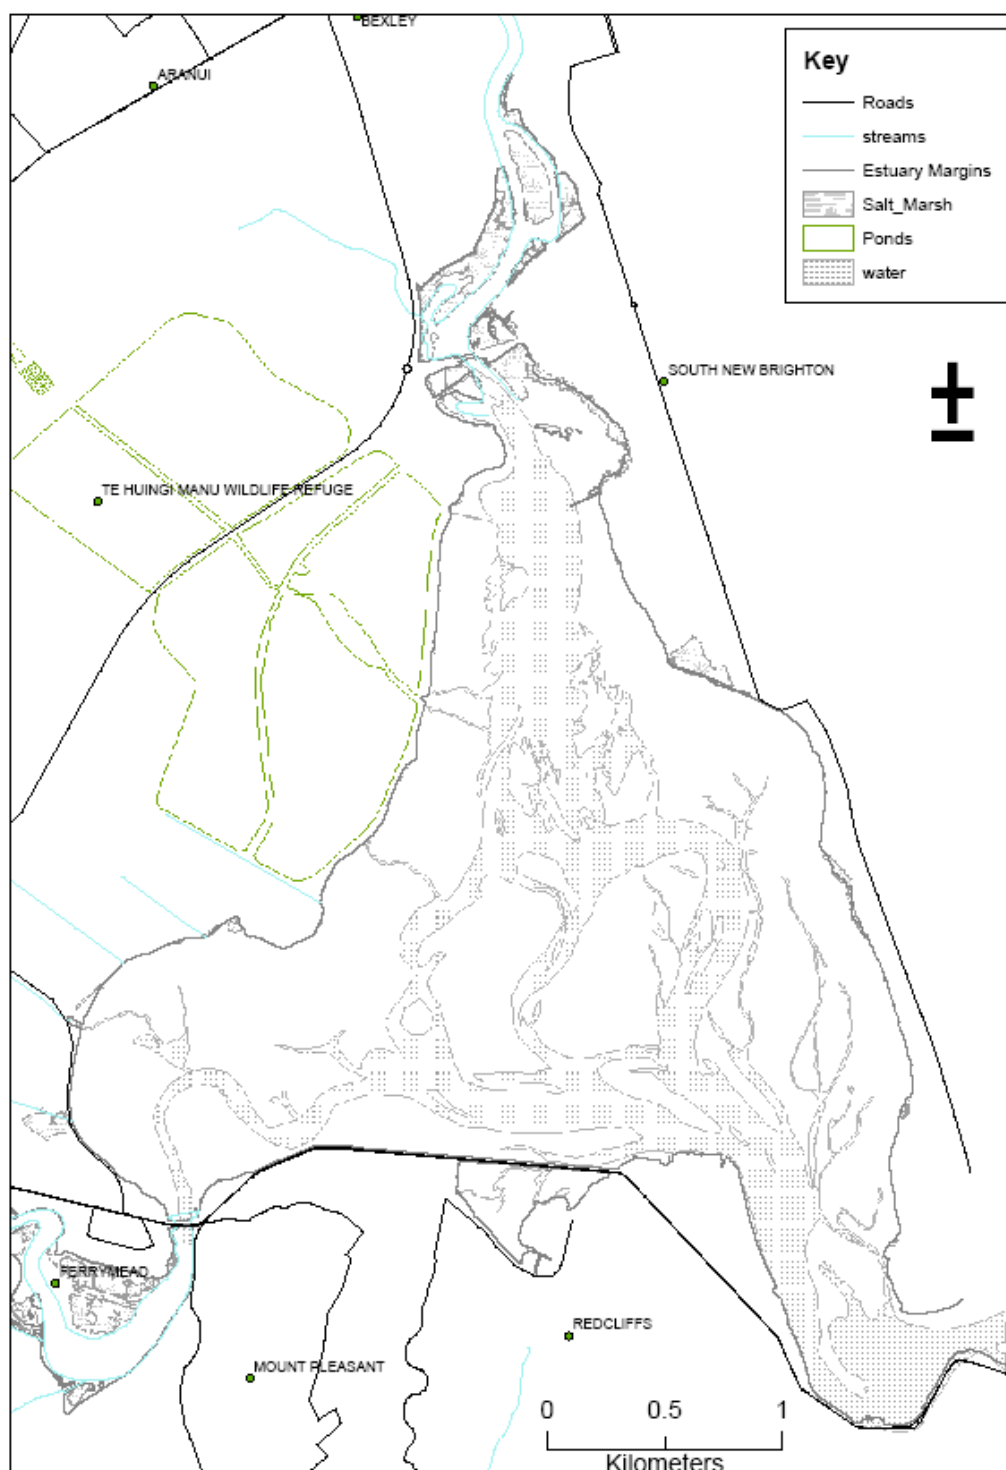 BEXLEY
ARANUI
Key
Roads
streams
Estuary Margins
Salt_Marsh
Ponds
water
SOUTH NEW BRIGHTON
TE HUINGI MANU WILDLIFE REFUGE
FERRYMEAD
REDCLIFFS
MOUNT PLEASANT
0 0.5 1
Kilometers